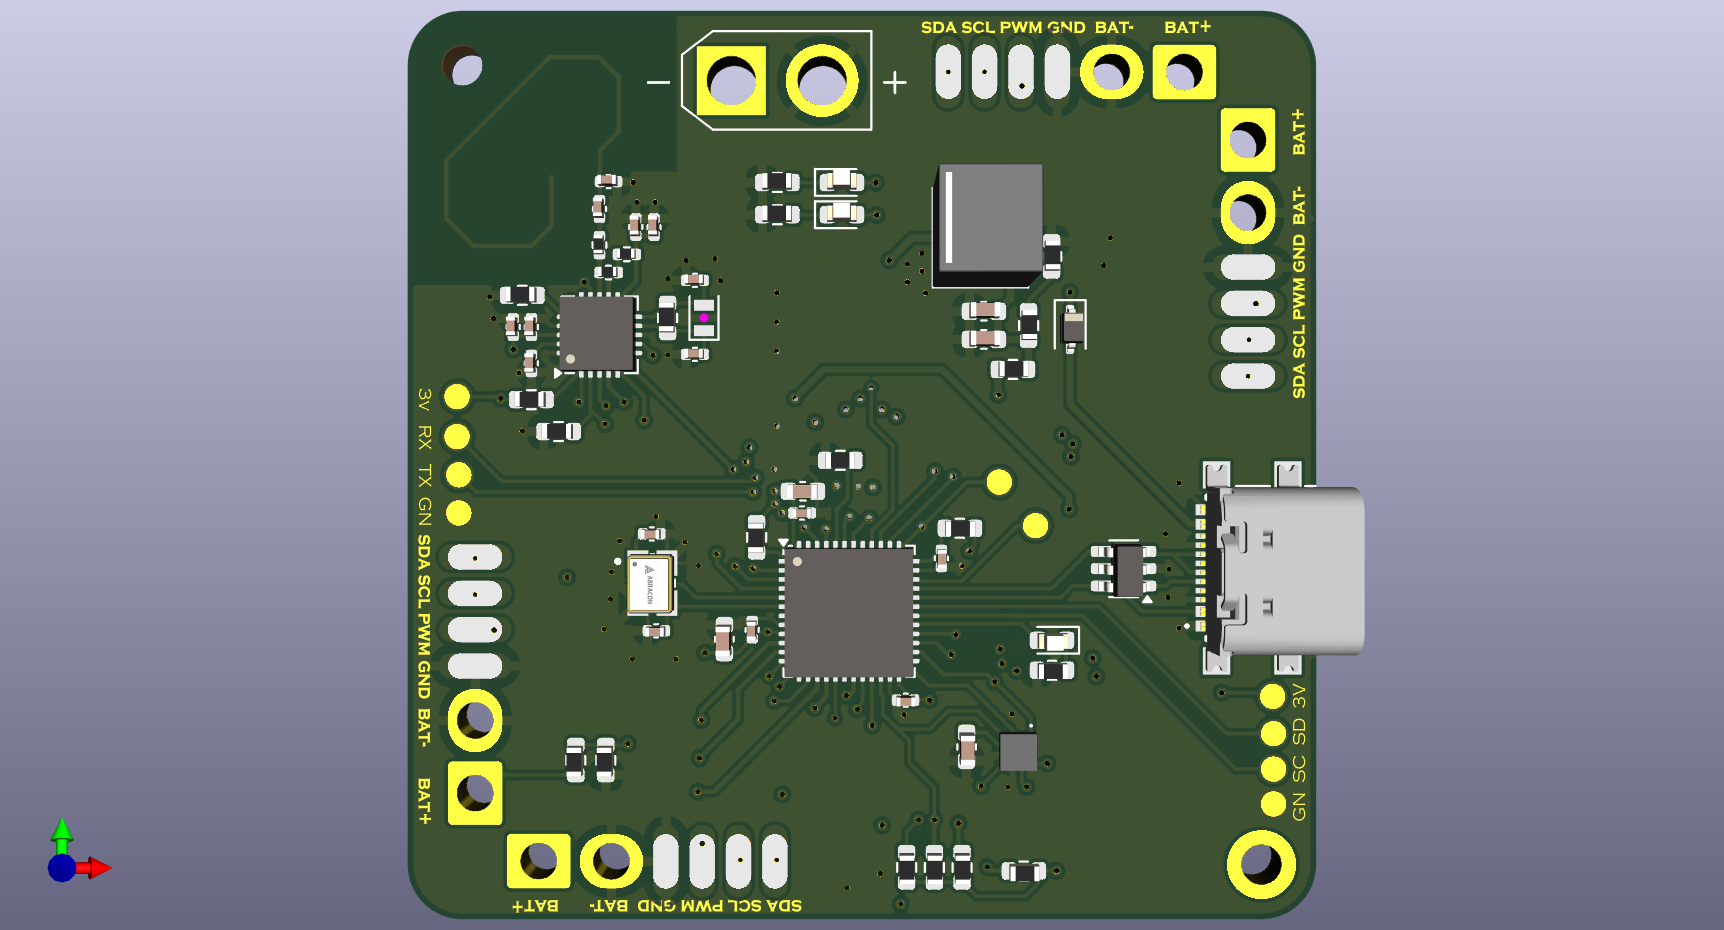 SDA SCL PWM GND BAT- BAT+
− +
BAT+
BAT-
SDA SCL PWM GND
3V
RX
TX
GN
ABRACON
SDA SCL PWM GND
BAT-
BAT+
3V
SD
SC
GN
BAT+ BAT- GND PWM SCL SDA